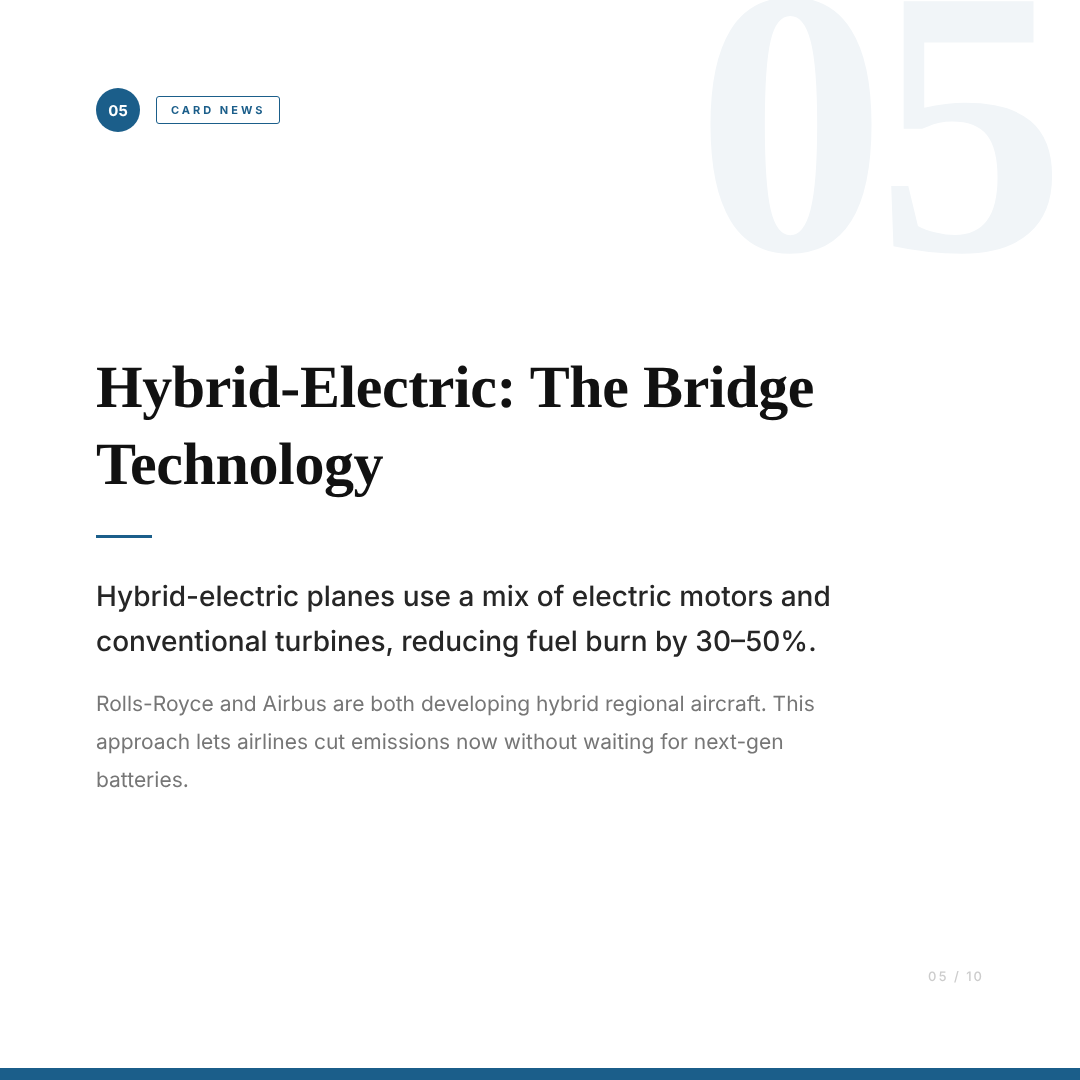 05
05
CARD NEWS
Hybrid-Electric: The Bridge
Technology
Hybrid-electric planes use a mix of electric motors and
conventional turbines, reducing fuel burn by 30–50%.
Rolls-Royce and Airbus are both developing hybrid regional aircraft. This
approach lets airlines cut emissions now without waiting for next-gen
batteries.
05 / 10